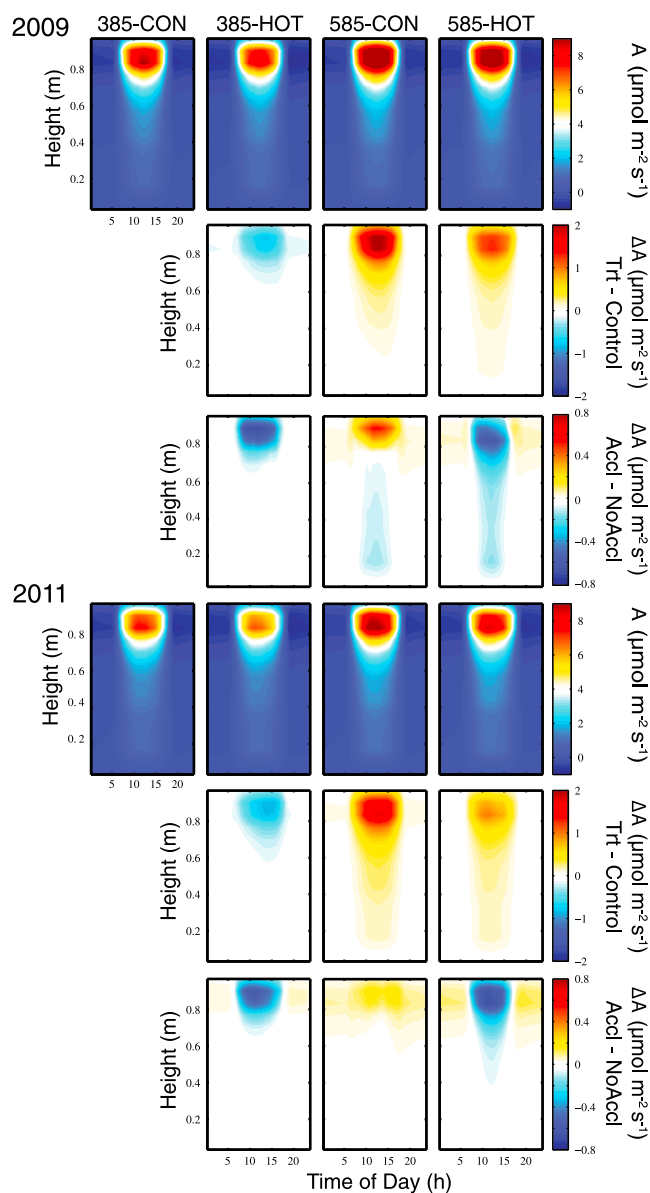 2009
385-CON 385-HOT 585-CON 585-HOT
Height (m)
0.8
0.6
0.4
0.2
5 10 15 20
8
6
4
2
0
A (µmol m-2 s-1)
Height (m)
0.8
0.6
0.4
0.2
2
1
0
−1
−2
ΔA (µmol m-2 s-1)
Trt - Control
Height (m)
0.8
0.6
0.4
0.2
0.8
0.4
0
−0.4
−0.8
ΔA (µmol m-2 s-1)
Accl - NoAccl
2011
Height (m)
0.8
0.6
0.4
0.2
5 10 15 20
8
6
4
2
0
A (µmol m-2 s-1)
Height (m)
0.8
0.6
0.4
0.2
2
1
0
−1
−2
ΔA (µmol m-2 s-1)
Trt - Control
Height (m)
0.8
0.6
0.4
0.2
0.8
0.4
0
−0.4
−0.8
ΔA (µmol m-2 s-1)
Accl - NoAccl
5 10 15 20 5 10 15 20 5 10 15 20
Time of Day (h)